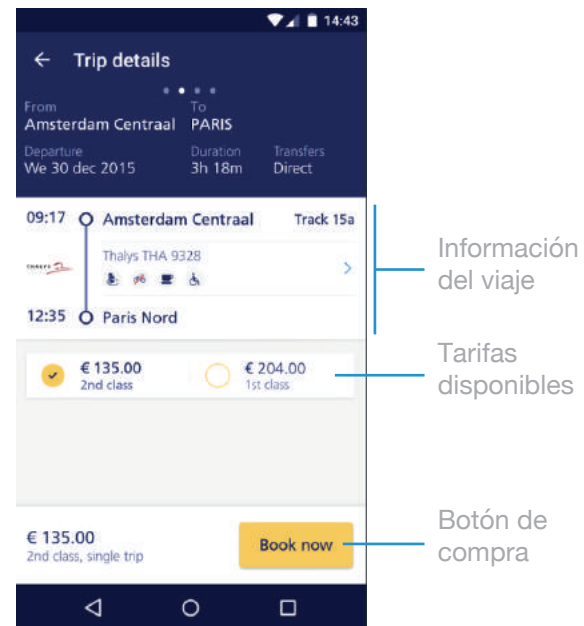 14:43
Trip details
From
To
Amsterdam Centraal
PARIS
Departure
Duration
Transfers
We 30 dec 2015
3h 18m
Direct
09:17
Amsterdam Centraal
Track 15a
Thalys THA 9328
THALYS
12:35
Paris Nord
Información
del viaje
€ 135.00
2nd class
€ 204.00
1st class
Tarifas
disponibles
€ 135.00
2nd class, single trip
Book now
Botón de
compra